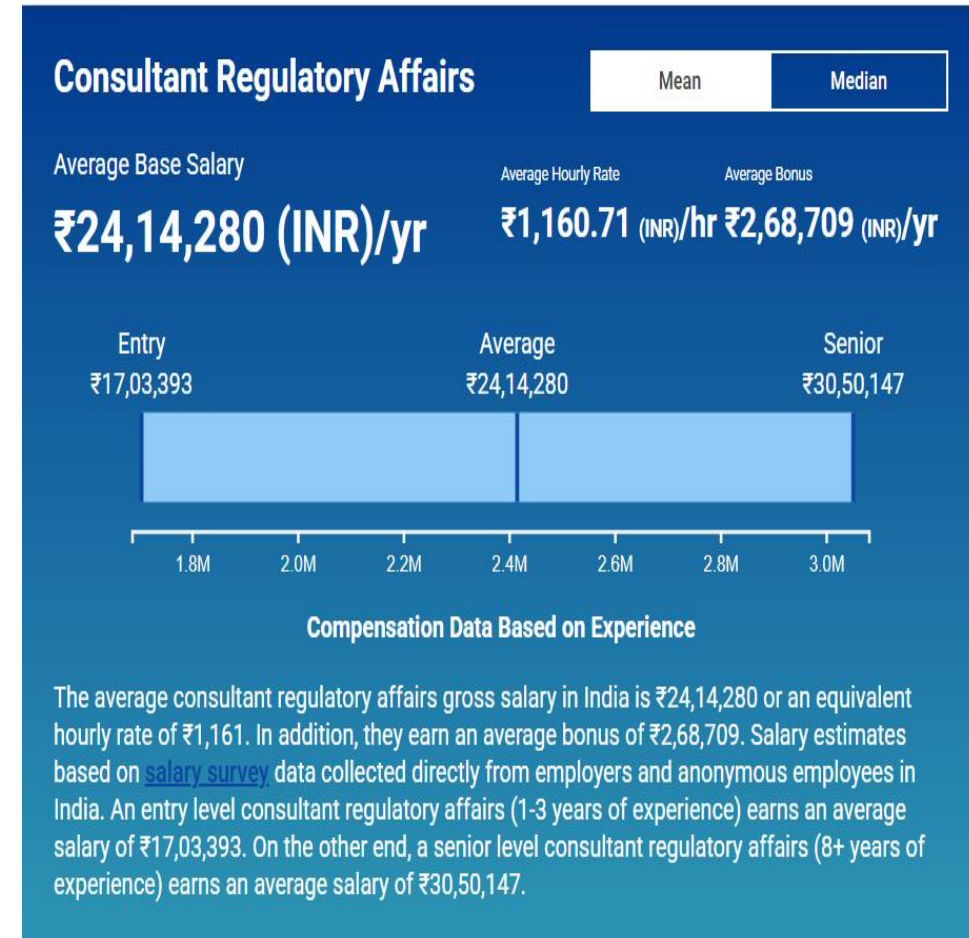 Consultant Regulatory Affairs
Mean
Median
Average Base Salary
₹24,14,280 (INR)/yr
Average Hourly Rate
₹1,160.71 (INR)/hr
Average Bonus
₹2,68,709 (INR)/yr
Entry
₹17,03,393
Average
₹24,14,280
Senior
₹30,50,147
1.8M 2.0M 2.2M 2.4M 2.6M 2.8M 3.0M
Compensation Data Based on Experience
The average consultant regulatory affairs gross salary in India is ₹24,14,280 or an equivalent
hourly rate of ₹1,161. In addition, they earn an average bonus of ₹2,68,709. Salary estimates
based on salary survey data collected directly from employers and anonymous employees in
India. An entry level consultant regulatory affairs (1-3 years of experience) earns an average
salary of ₹17,03,393. On the other end, a senior level consultant regulatory affairs (8+ years of
experience) earns an average salary of ₹30,50,147.